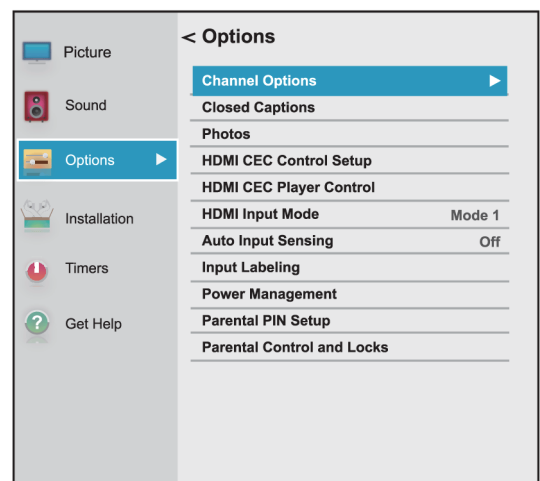 Picture
Sound
Options
Installation
Timers
Get Help
< Options
Channel Options
Closed Captions
Photos
HDMI CEC Control Setup
HDMI CEC Player Control
HDMI Input Mode Mode 1
Auto Input Sensing Off
Input Labeling
Power Management
Parental PIN Setup
Parental Control and Locks